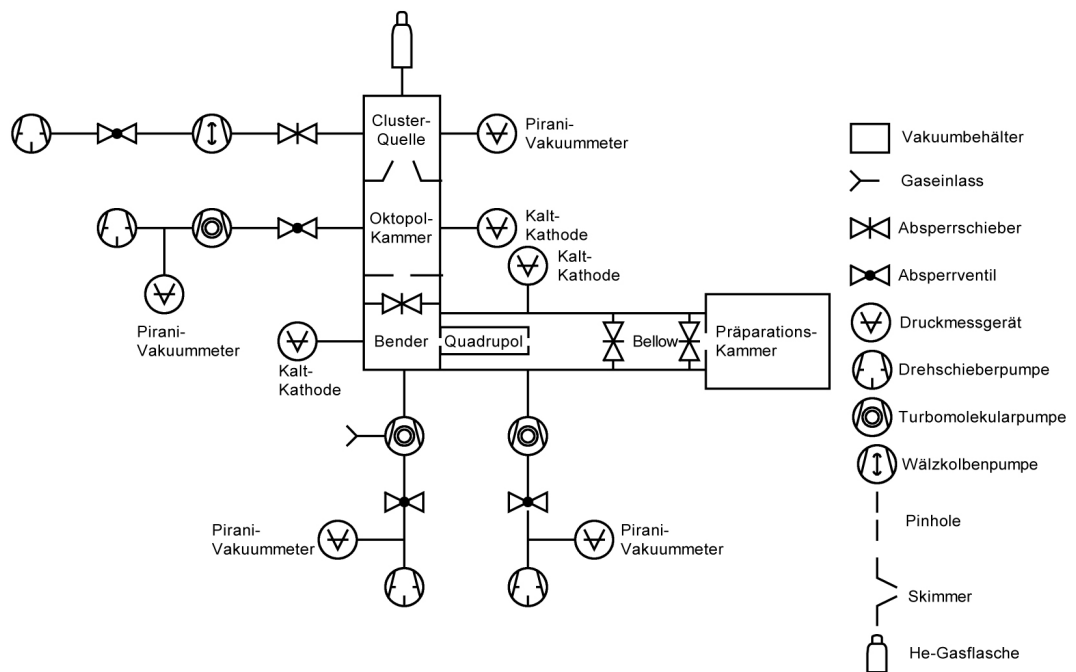 Cluster-
Quelle
Pirani-
Vakuummeter
Oktopol-
Kammer
Kalt-
Kathode
Kalt-
Kathode
Pirani-
Vakuummeter
Bender
Quadrupol
Bellow
Präparations-
Kammer
Kalt-
Kathode
Pirani-
Vakuummeter
Pirani-
Vakuummeter
Vakuumbehälter
Gaseinlass
Absperrschieber
Absperrventil
Druckmessgerät
Drehschieberpumpe
Turbomolekularpumpe
Wälzkolbenpumpe
Pinhole
Skimmer
He-Gasflasche